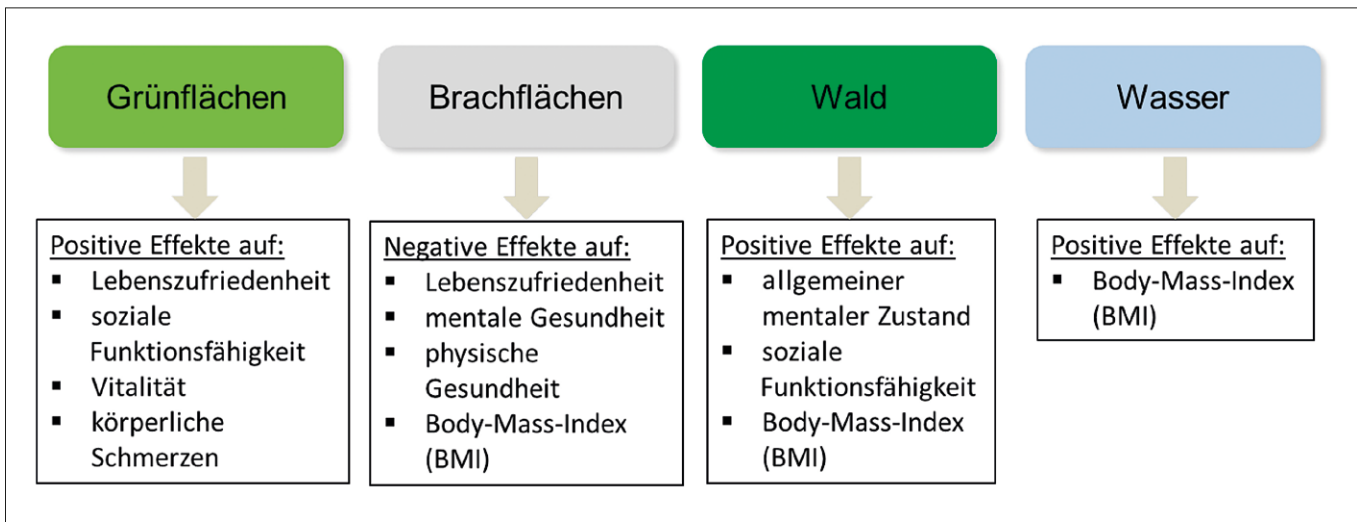 Grünflächen
Brachflächen
Wald
Wasser
Positive Effekte auf:
▪ Lebenszufriedenheit
▪ soziale
Funktionsfähigkeit
▪ Vitalität
▪ körperliche
Schmerzen
Negative Effekte auf:
▪ Lebenszufriedenheit
▪ mentale Gesundheit
▪ physische
Gesundheit
▪ Body-Mass-Index
(BMI)
Positive Effekte auf:
▪ allgemeiner
mentaler Zustand
▪ soziale
Funktionsfähigkeit
▪ Body-Mass-Index
(BMI)
Positive Effekte auf:
▪ Body-Mass-Index
(BMI)